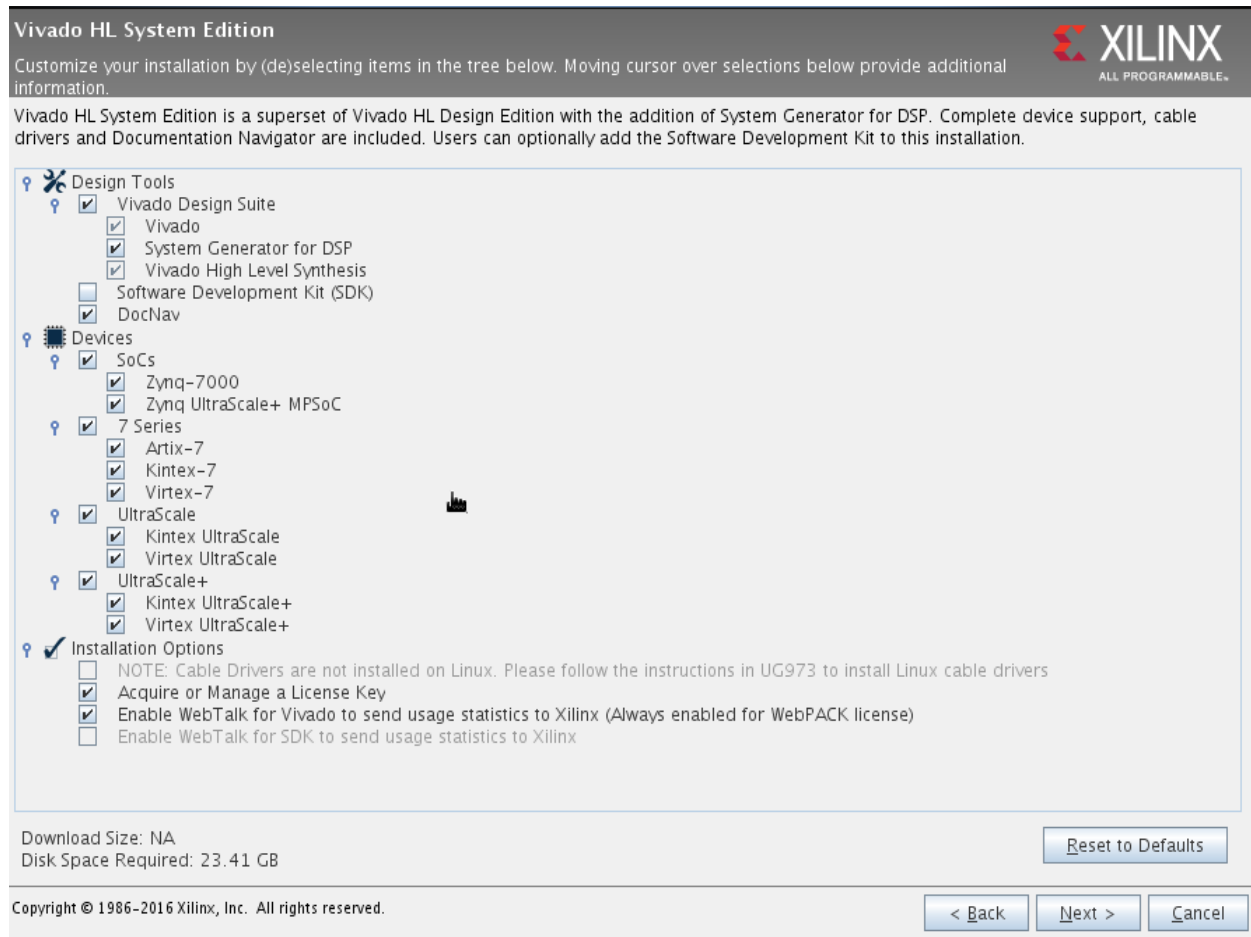 Vivado HL System Edition
XILINX
ALL PROGRAMMABLE.
Customize your installation by (de)selecting items in the tree below. Moving cursor over selections below provide additional
information.
Vivado HL System Edition is a superset of Vivado HL Design Edition with the addition of System Generator for DSP. Complete device support, cable
drivers and Documentation Navigator are included. Users can optionally add the Software Development Kit to this installation.
Design Tools
Vivado Design Suite
Vivado
System Generator for DSP
Vivado High Level Synthesis
Software Development Kit (SDK)
DocNav
Devices
SoCs
Zynq-7000
Zynq UltraScale+ MPSoC
7 Series
Artix-7
Kintex-7
Virtex-7
UltraScale
Kintex UltraScale
Virtex UltraScale
UltraScale+
Kintex UltraScale+
Virtex UltraScale+
Installation Options
NOTE: Cable Drivers are not installed on Linux. Please follow the instructions in UG973 to install Linux cable drivers
Acquire or Manage a License Key
Enable WebTalk for Vivado to send usage statistics to Xilinx (Always enabled for WebPACK license)
Enable WebTalk for SDK to send usage statistics to Xilinx
Download Size: NA
Disk Space Required: 23.41 GB
Reset to Defaults
Copyright © 1986-2016 Xilinx, Inc. All rights reserved.
< Back
Next >
Cancel